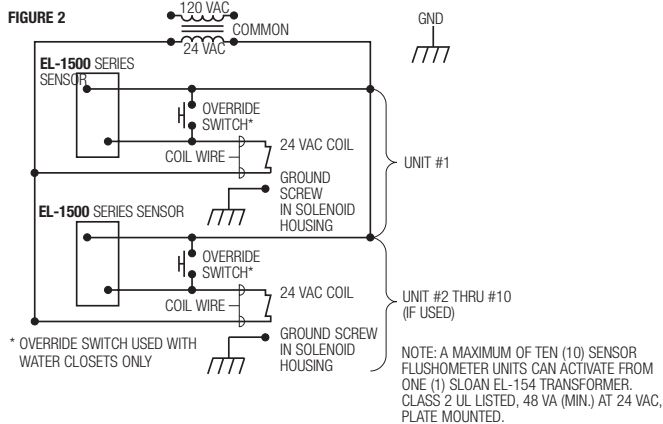 FIGURE 2
120 VAC
COMMON
24 VAC
GND
EL-1500 SERIES
SENSOR
OVERRIDE
SWITCH*
COIL WIRE
24 VAC COIL
GROUND
SCREW
IN SOLENOID
HOUSING
UNIT #1
EL-1500 SERIES SENSOR
OVERRIDE
SWITCH*
COIL WIRE
24 VAC COIL
GROUND SCREW
IN SOLENOID
HOUSING
UNIT #2 THRU #10
(IF USED)
* OVERRIDE SWITCH USED WITH
WATER CLOSETS ONLY
NOTE: A MAXIMUM OF TEN (10) SENSOR
FLUSHOMETER UNITS CAN ACTIVATE FROM
ONE (1) SLOAN EL-154 TRANSFORMER.
CLASS 2 UL LISTED, 48 VA (MIN.) AT 24 VAC,
PLATE MOUNTED.